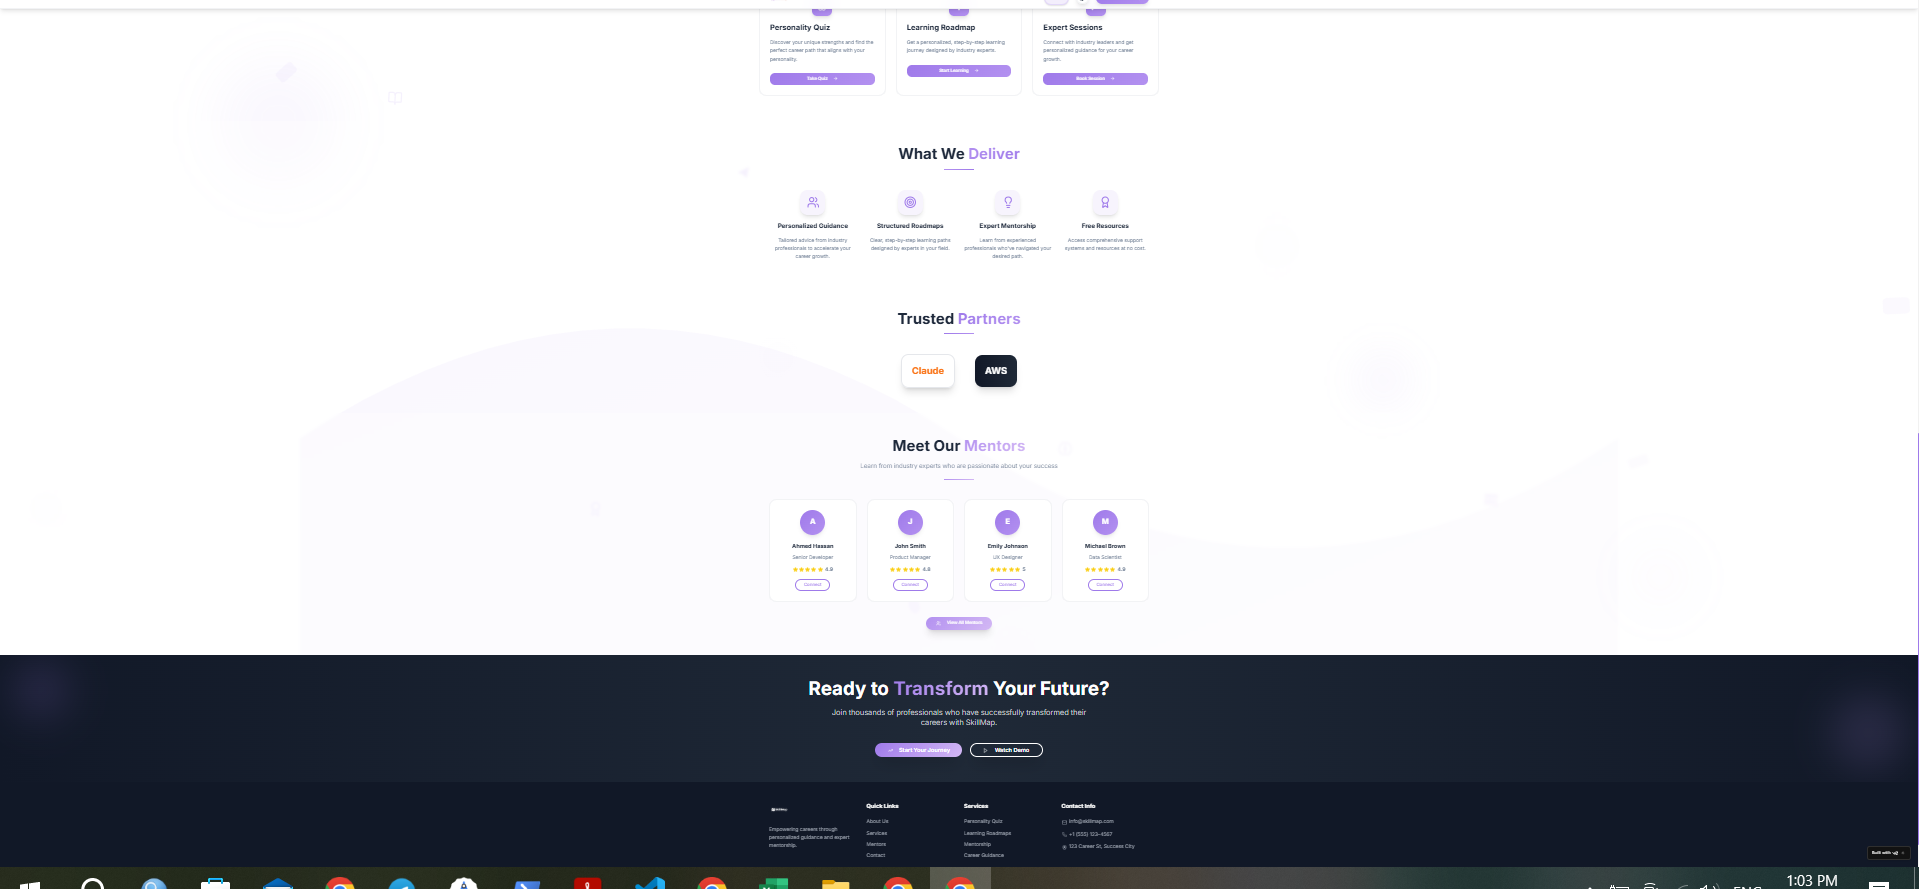 Personality Quiz
Discover your unique strengths and find the
perfect career path that aligns with your
personality.
Take Quiz
Learning Roadmap
Get a personalized, step-by-step learning
journey designed by industry experts.
Start Learning
Expert Sessions
Connect with industry leaders and get
personalized guidance for your career
growth.
Book Session
What We Deliver
Personalized Guidance
Tailored advice from industry
professionals to accelerate your
career growth.
Structured Roadmaps
Clear, step-by-step learning paths
designed by experts in your field.
Expert Mentorship
Learn from experienced
professionals who've navigated your
desired path.
Free Resources
Access comprehensive support
systems and resources at no cost.
Trusted Partners
Claude
AWS
Meet Our Mentors
Learn from industry experts who are passionate about your success
A
Ahmed Hassan
Senior Developer
★★★★★ 4.9
Connect
J
John Smith
Product Manager
★★★★★ 4.8
Connect
E
Emily Johnson
UX Designer
★★★★★ 5
Connect
M
Michael Brown
Data Scientist
★★★★★ 4.9
Connect
View All Mentors
Ready to Transform Your Future?
Join thousands of professionals who have successfully transformed their
careers with SkillMap.
Start Your Journey
Watch Demo
Empowering careers through
personalized guidance and expert
mentorship.
Quick Links
About Us
Services
Mentors
Contact
Services
Personality Quiz
Learning Roadmaps
Mentorship
Career Guidance
Contact Info
info@skillmap.com
+1 (555) 123-4567
123 Career St, Success City
Built with
ENG
1:03 PM